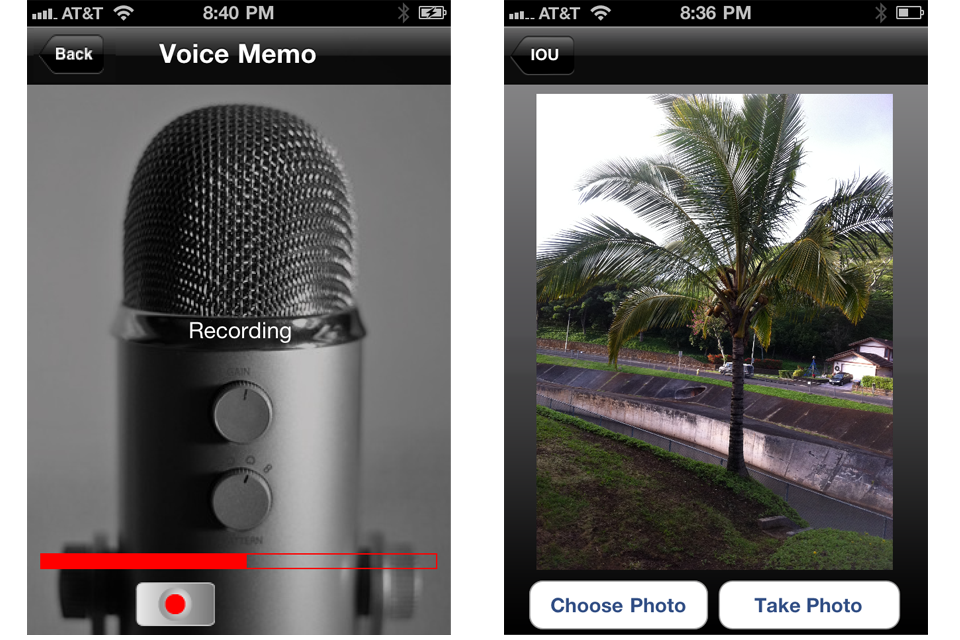 AT&T 8:40 PM
Back Voice Memo
Recording
GAIN
PATTERN
AT&T 8:36 PM
IOU
Choose Photo Take Photo